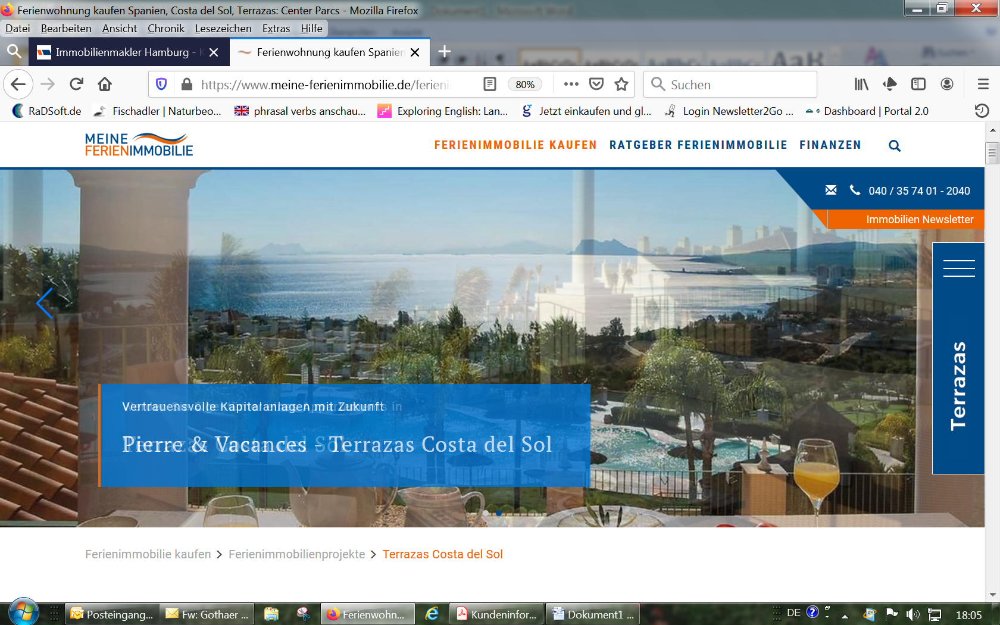 Ferienwohnung kaufen Spanien, Costa del Sol, Terrazas: Center Parcs - Mozilla Firefox
Datei Bearbeiten Ansicht Chronik Lesezeichen Extras Hilfe
Immobilienmakler Hamburg - K
Ferienwohnung kaufen Spanien
https://www.meine-ferienimmobilie.de/ferieni
80%
Suchen
RaDSoft.de
Fischadler | Naturbeo...
phrasal verbs anschau...
Exploring English: Lan...
Jetzt einkaufen und gl...
Login Newsletter2Go ...
Dashboard | Portal 2.0
MEINE
FERIENIMMOBILIE
FERIENIMMOBILIE KAUFEN RATGEBER FERIENIMMOBILIE FINANZEN
040 / 35 74 01 - 2040
Immobilien Newsletter
Terrazas
Vertrauensvolle Kapitalanlagen mit Zukunft
Pierre & Vacances - Terrazas Costa del Sol
Ferienimmobilie kaufen > Ferienimmobilienprojekte > Terrazas Costa del Sol
Posteingang...
Fw: Gothaer ...
Ferienwohn...
Kundeninfor...
Dokument1 ...
DE
18:05